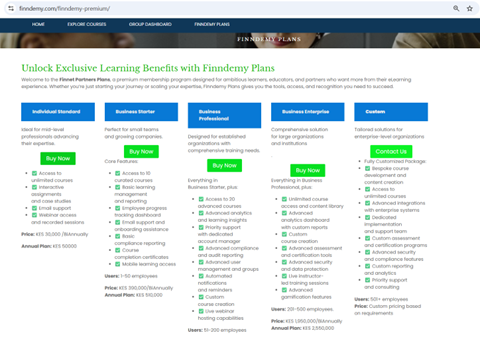 finndemy.com/finndemy-premium/
HOME
EXPLORE COURSES
GROUP DASHBOARD
FINNDEMY PLANS
FINNDEMY PLANS
Unlock Exclusive Learning Benefits with Finndemy Plans
Welcome to the Finnet Partners Plans, a premium membership program designed for ambitious learners, educators, and partners who want more from their eLearning
experience. Whether you're just starting your journey or scaling your expertise, Finndemy Plans gives you the tools, access, and recognition you need to succeed.
Individual Standard
Ideal for mid-level
professionals advancing
their expertise.
Buy Now
Access to
unlimited courses
Interactive
assignments
and case studies
Email support
Webinar access
and recorded sessions
Price: KES 30,000 /BiAnnually
Annual Plan: KES 50000
Business Starter
Perfect for small teams
and growing companies.
Buy Now
Core Features:
Access to 10
curated courses
Basic learning
management
and reporting
Employee progress
tracking dashboard
Email support and
onboarding assistance
Basic
compliance reporting
Course
completion certificates
Mobile learning access
Users: 1-50 employees
Price: KES 390,000/BiAnnually
Annual Plan: KES 510,000
Business
Professional
Designed for established
organizations with
comprehensive training needs.
Buy Now
Everything in
Business Starter, plus:
Access to 20
advanced courses
Advanced analytics
and learning insights
Priority support
with dedicated
account manager
Advanced compliance
and audit reporting
Advanced user
management and groups
Automated
notifications
and reminders
Custom
course creation
Live webinar
hosting capabilities
Users: 51-200 employees
Business Enterprise
Comprehensive solution
for large organizations
and institutions.
Buy Now
Everything in Business
Professional, plus:
Unlimited course
access and content library
Advanced
analytics dashboard
with custom reports
Custom
course creation
Advanced assessment
and certification tools
Advanced security
and data protection
Live instructor-
led training sessions
Advanced
gamification features
Users: 201-500 employees
Price: KES 1,950,000/BiAnnually
Annual Plan: KES 2,550,000
Custom
Tailored solutions for
enterprise-level organizations
Contact Us
Fully Customized Package
Bespoke course
development and
content creation
Access to
unlimited courses
Advanced integrations
with enterprise systems
Dedicated
implementation
and support team
Custom assessment
and certification programs
Advanced security
and compliance features
Custom reporting
and analytics
Priority support
and consulting
Users: 501+ employees
Price: Custom pricing based
on requirements